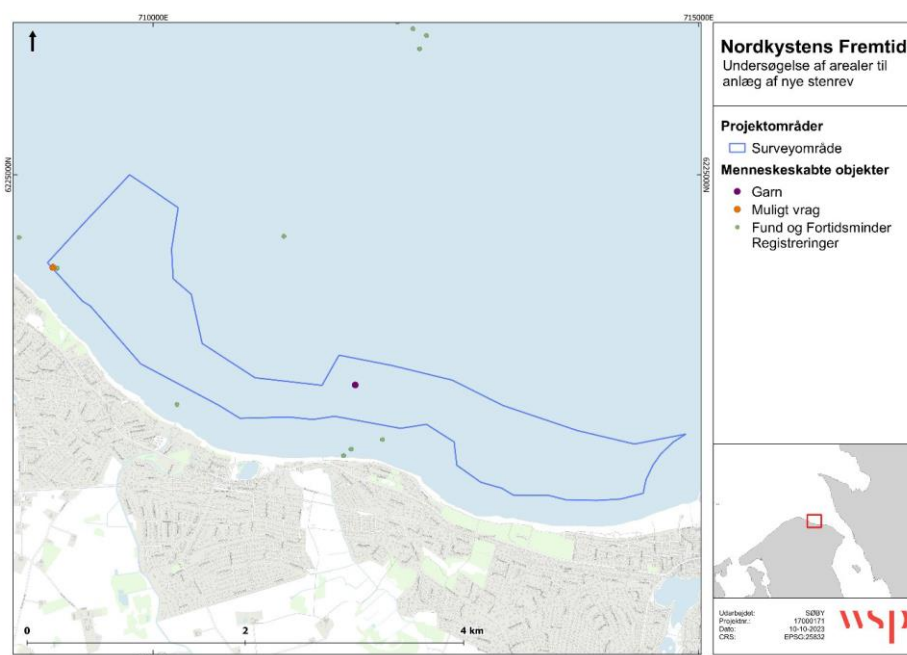 710000E
715000E
6225000N
6225000N
0
2
4 km
Nordkystens Fremtid
Undersøgelse af arealer til
anlæg af nye stenrev
Projektområder
Surveyområde
Menneskeskabte objekter
Garn
Muligt vrag
Fund og Fortidsminder
Registreringer
Udarbejdet: SØBY
Projektnr.: 17000171
Dato: 10-10-2023
CRS: EPSG:25832
wsp